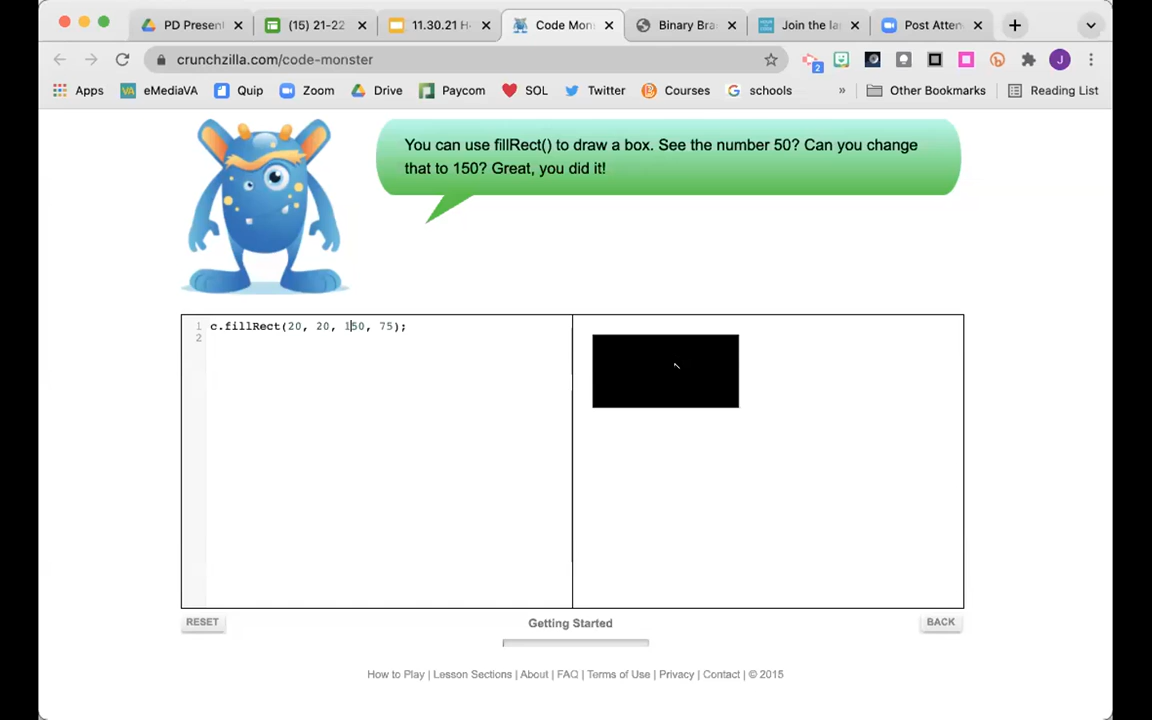 PD Present
(15) 21-22
11.30.21 H-
Code Mons
Binary Bra
Join the la
Post Atten
crunchzilla.com/code-monster
2
J
Apps
eMediaVA
Quip
Zoom
Drive
Paycom
SOL
Twitter
Courses
schools
»
Other Bookmarks
Reading List
You can use fillRect() to draw a box. See the number 50? Can you change
that to 150? Great, you did it!
1 c.fillRect(20, 20, 150, 75);
2
RESET
Getting Started
BACK
How to Play | Lesson Sections | About | FAQ | Terms of Use | Privacy | Contact | © 2015